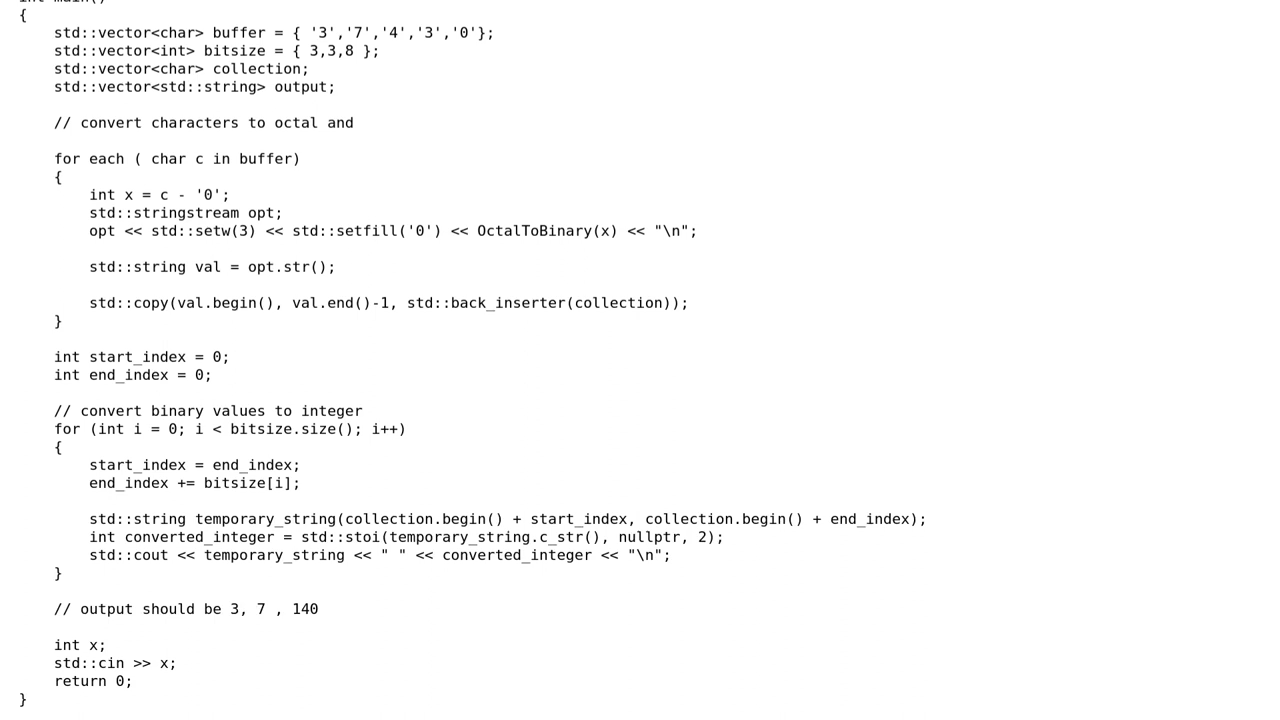 int main()
{
    std::vector<char> buffer = { '3','7','4','3','0'};
    std::vector<int> bitsize = { 3,3,8 };
    std::vector<char> collection;
    std::vector<std::string> output;

    // convert characters to octal and

    for each ( char c in buffer)
    {
        int x = c - '0';
        std::stringstream opt;
        opt << std::setw(3) << std::setfill('0') << OctalToBinary(x) << "\n";

        std::string val = opt.str();

        std::copy(val.begin(), val.end()-1, std::back_inserter(collection));
    }

    int start_index = 0;
    int end_index = 0;

    // convert binary values to integer
    for (int i = 0; i < bitsize.size(); i++)
    {
        start_index = end_index;
        end_index += bitsize[i];

        std::string temporary_string(collection.begin() + start_index, collection.begin() + end_index);
        int converted_integer = std::stoi(temporary_string.c_str(), nullptr, 2);
        std::cout << temporary_string << " " << converted_integer << "\n";
    }

    // output should be 3, 7 , 140

    int x;
    std::cin >> x;
    return 0;
}